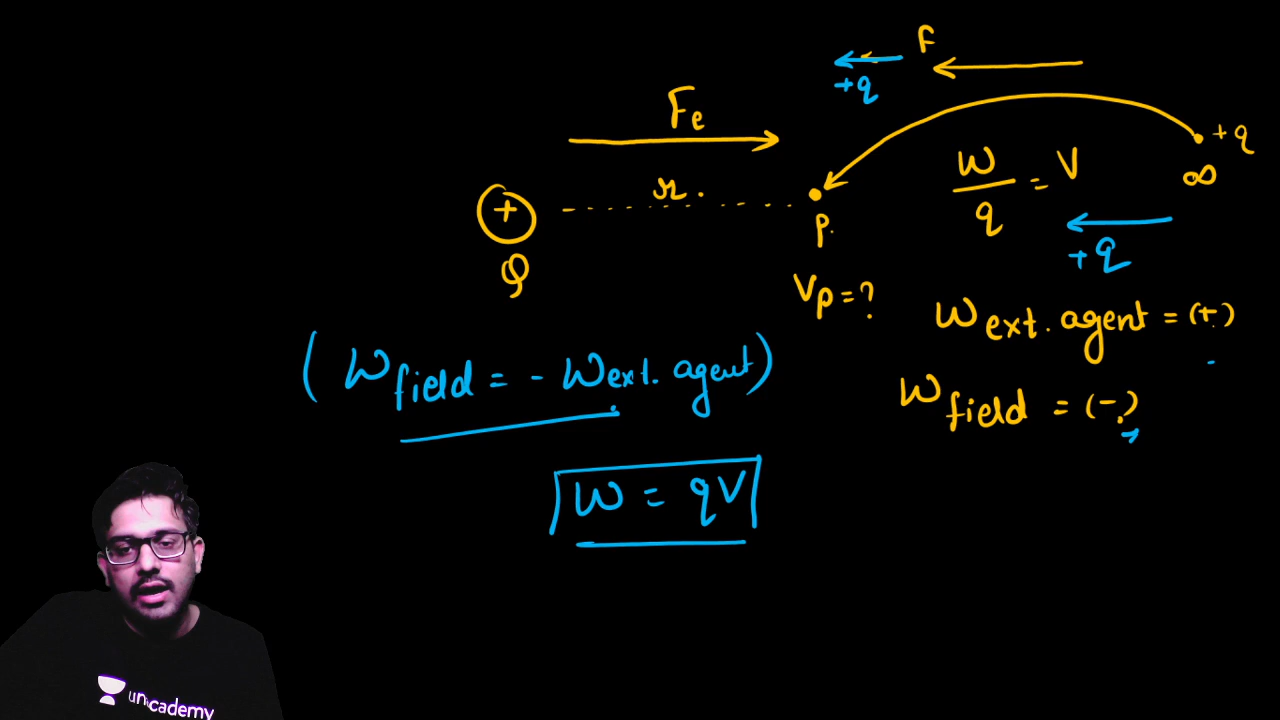 F
+q
Fe
+q
∞
W/q = V
r.
+
P.
Q
+q
Vp = ?
W ext. agent = (+)
(W field = - W ext. agent)
W field = (-)
W = qV
unacademy